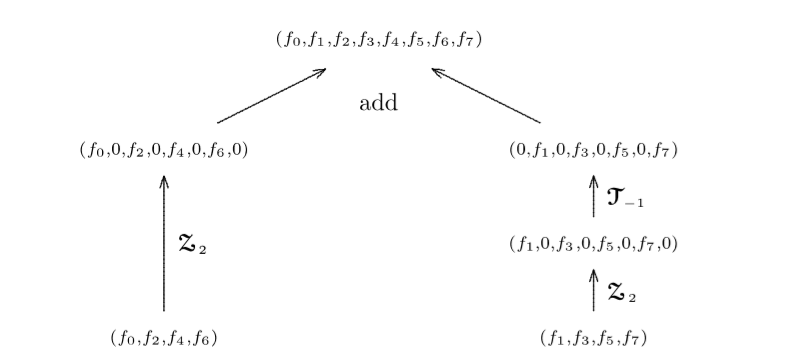 (f₀,f₁,f₂,f₃,f₄,f₅,f₆,f₇)
add
(f₀,0,f₂,0,f₄,0,f₆,0) (0,f₁,0,f₃,0,f₅,0,f₇)
𝒯₋₁
𝒵₂ (f₁,0,f₃,0,f₅,0,f₇,0)
𝒵₂
(f₀,f₂,f₄,f₆) (f₁,f₃,f₅,f₇)